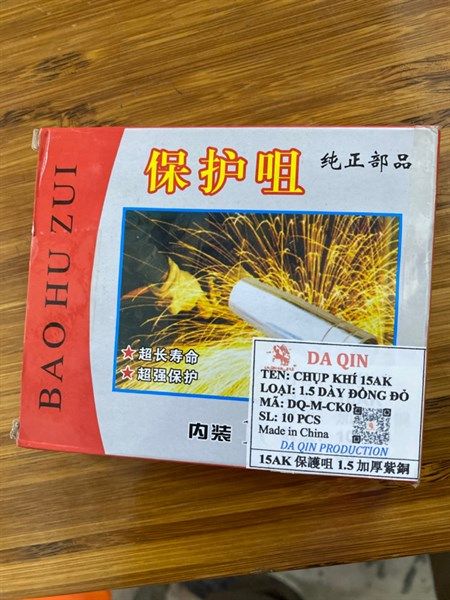 BAO HU ZUI
保护咀
纯正部品
★超长寿命
★超强保护
内装
DA QIN
TÊN: CHỤP KHÍ 15AK
LOẠI: 1.5 DÀY ĐỒNG ĐỎ
MÃ: DQ-M-CK01
SL: 10 PCS
Made in China
DA QIN PRODUCTION
15AK 保護咀 1.5 加厚紫銅